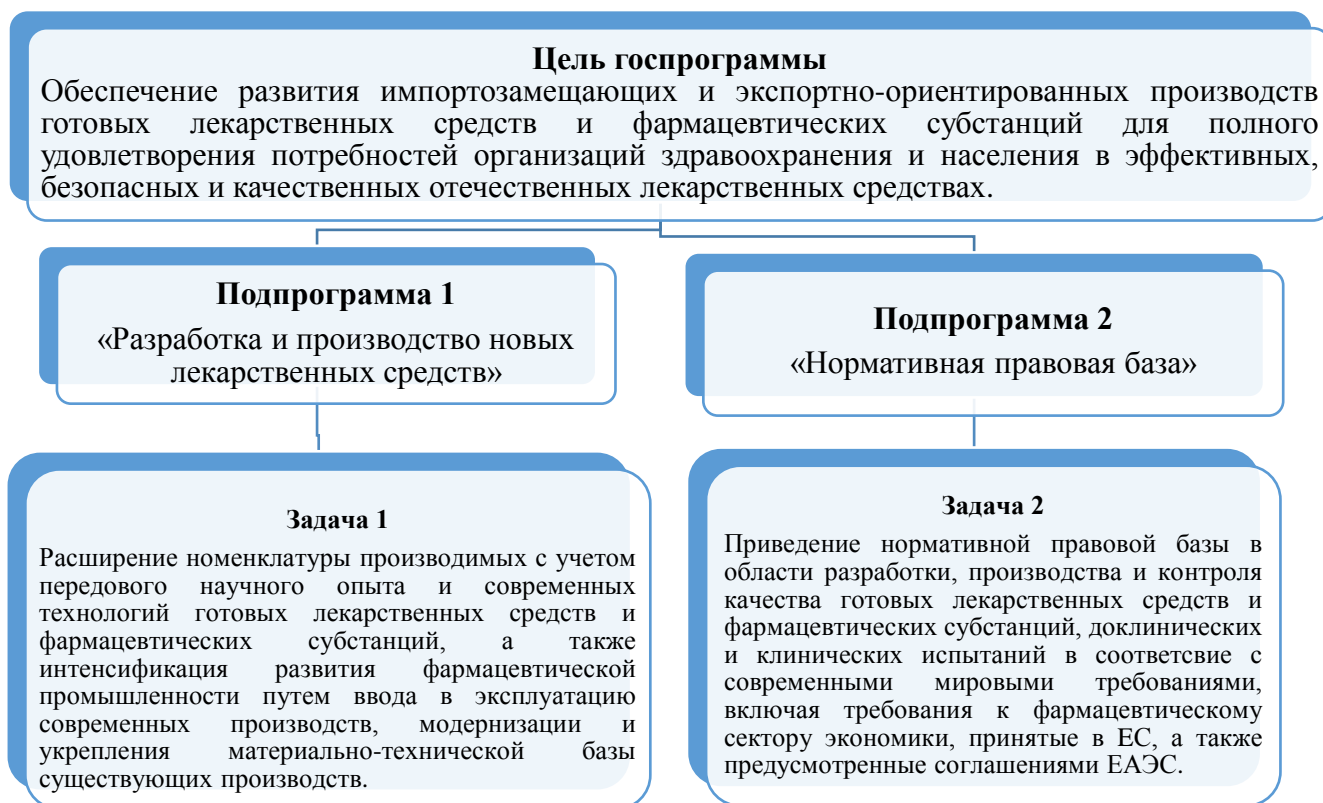 Цель госпрограммы
Обеспечение развития импортозамещающих и экспортно-ориентированных производств
готовых лекарственных средств и фармацевтических субстанций для полного
удовлетворения потребностей организаций здравоохранения и населения в эффективных,
безопасных и качественных отечественных лекарственных средствах.
Подпрограмма 1
«Разработка и производство новых
лекарственных средств»
Подпрограмма 2
«Нормативная правовая база»
Задача 1
Расширение номенклатуры производимых с учетом
передового научного опыта и современных
технологий готовых лекарственных средств и
фармацевтических субстанций, а также
интенсификация развития фармацевтической
промышленности путем ввода в эксплуатацию
современных производств, модернизации и
укрепления материально-технической базы
существующих производств.
Задача 2
Приведение нормативной правовой базы в
области разработки, производства и контроля
качества готовых лекарственных средств и
фармацевтических субстанций, доклинических
и клинических испытаний в соответсвие с
современными мировыми требованиями,
включая требования к фармацевтическому
сектору экономики, принятые в ЕС, а также
предусмотренные соглашениями ЕАЭС.